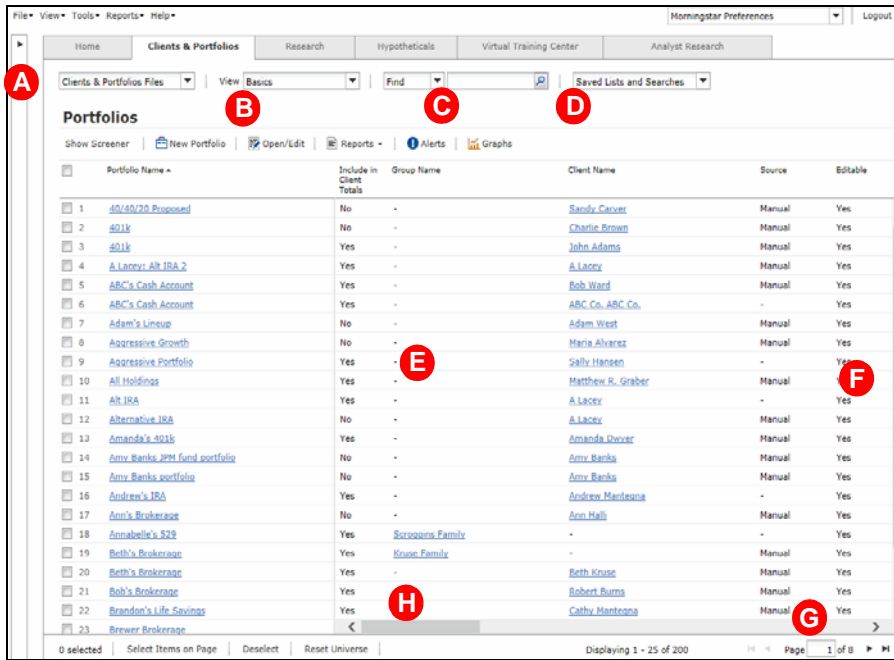 File▾ View▾ Tools▾ Reports▾ Help▾ Morningstar Preferences Logout
Home Clients & Portfolios Research Hypotheticals Virtual Training Center Analyst Research
A Clients & Portfolios Files View Basics Find Saved Lists and Searches
B C D
Portfolios
Show Screener New Portfolio Open/Edit Reports Alerts Graphs
Portfolio Name Include in Client Totals Group Name Client Name Source Editable
1 40/40/20 Proposed No - Sandy Carver Manual Yes
2 401k No - Charlie Brown Manual Yes
3 401k Yes - John Adams Manual Yes
4 A Lacey: Alt IRA 2 Yes - A Lacey Manual Yes
5 ABC's Cash Account Yes - Bob Ward Manual Yes
6 ABC's Cash Account Yes - ABC Co. ABC Co. - Yes
7 Adam's Lineup No - Adam West Manual Yes
8 Aggressive Growth No - Maria Alvarez Manual Yes
9 Aggressive Portfolio Yes - E Sally Hansen - Yes
10 All Holdings Yes - Matthew R. Graber Manual F
11 Alt IRA Yes - A Lacey - Yes
12 Alternative IRA No - A Lacey Manual Yes
13 Amanda's 401k Yes - Amanda Dwyer Manual Yes
14 Amy Banks JPM fund portfolio No - Amy Banks Manual Yes
15 Amy Banks portfolio No - Amy Banks Manual Yes
16 Andrew's IRA Yes - Andrew Mantegna - Yes
17 Ann's Brokerage No - Ann Halli Manual Yes
18 Annabelle's 529 Yes Scroggins Family - - Yes
19 Beth's Brokerage Yes Kruse Family - Manual Yes
20 Beth's Brokerage Yes - Beth Kruse Manual Yes
21 Bob's Brokerage Yes - Robert Burns Manual Yes
22 Brandon's Life Savings Yes H Cathy Mantegna Manual Yes
23 Brewer Brokerage G
0 selected Select Items on Page Deselect Reset Universe Displaying 1 - 25 of 200 Page 1 of 8